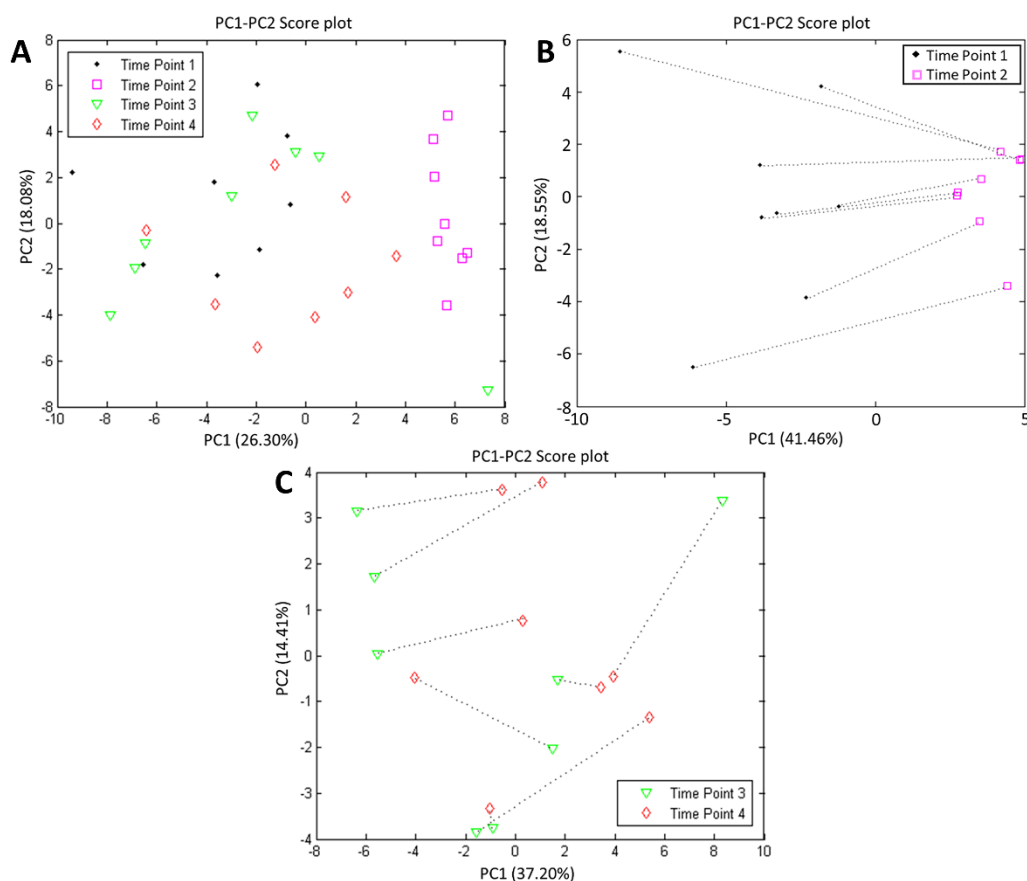 PC1-PC2 Score plot
A
Time Point 1
Time Point 2
Time Point 3
Time Point 4
8
6
4
2
0
-2
-4
-6
-8
PC2 (18.08%)
-10 -8 -6 -4 -2 0 2 4 6 8
PC1 (26.30%)
PC1-PC2 Score plot
B
Time Point 1
Time Point 2
6
4
2
0
-2
-4
-6
-8
PC2 (18.55%)
-10 -5 0 5
PC1 (41.46%)
PC1-PC2 Score plot
C
4
3
2
1
0
-1
-2
-3
-4
PC2 (14.41%)
Time Point 3
Time Point 4
-8 -6 -4 -2 0 2 4 6 8 10
PC1 (37.20%)